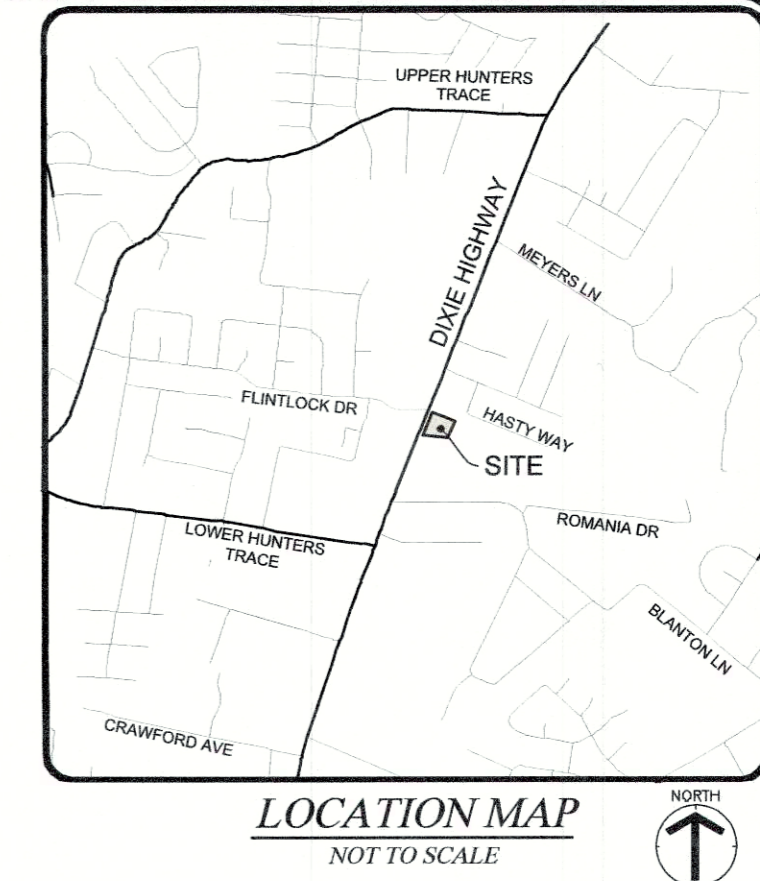 UPPER HUNTERS
TRACE
DIXIE HIGHWAY
MEYERS LN
FLINTLOCK DR
HASTY WAY
SITE
ROMANIA DR
LOWER HUNTERS
TRACE
BLANTON LN
CRAWFORD AVE
LOCATION MAP
NOT TO SCALE
NORTH